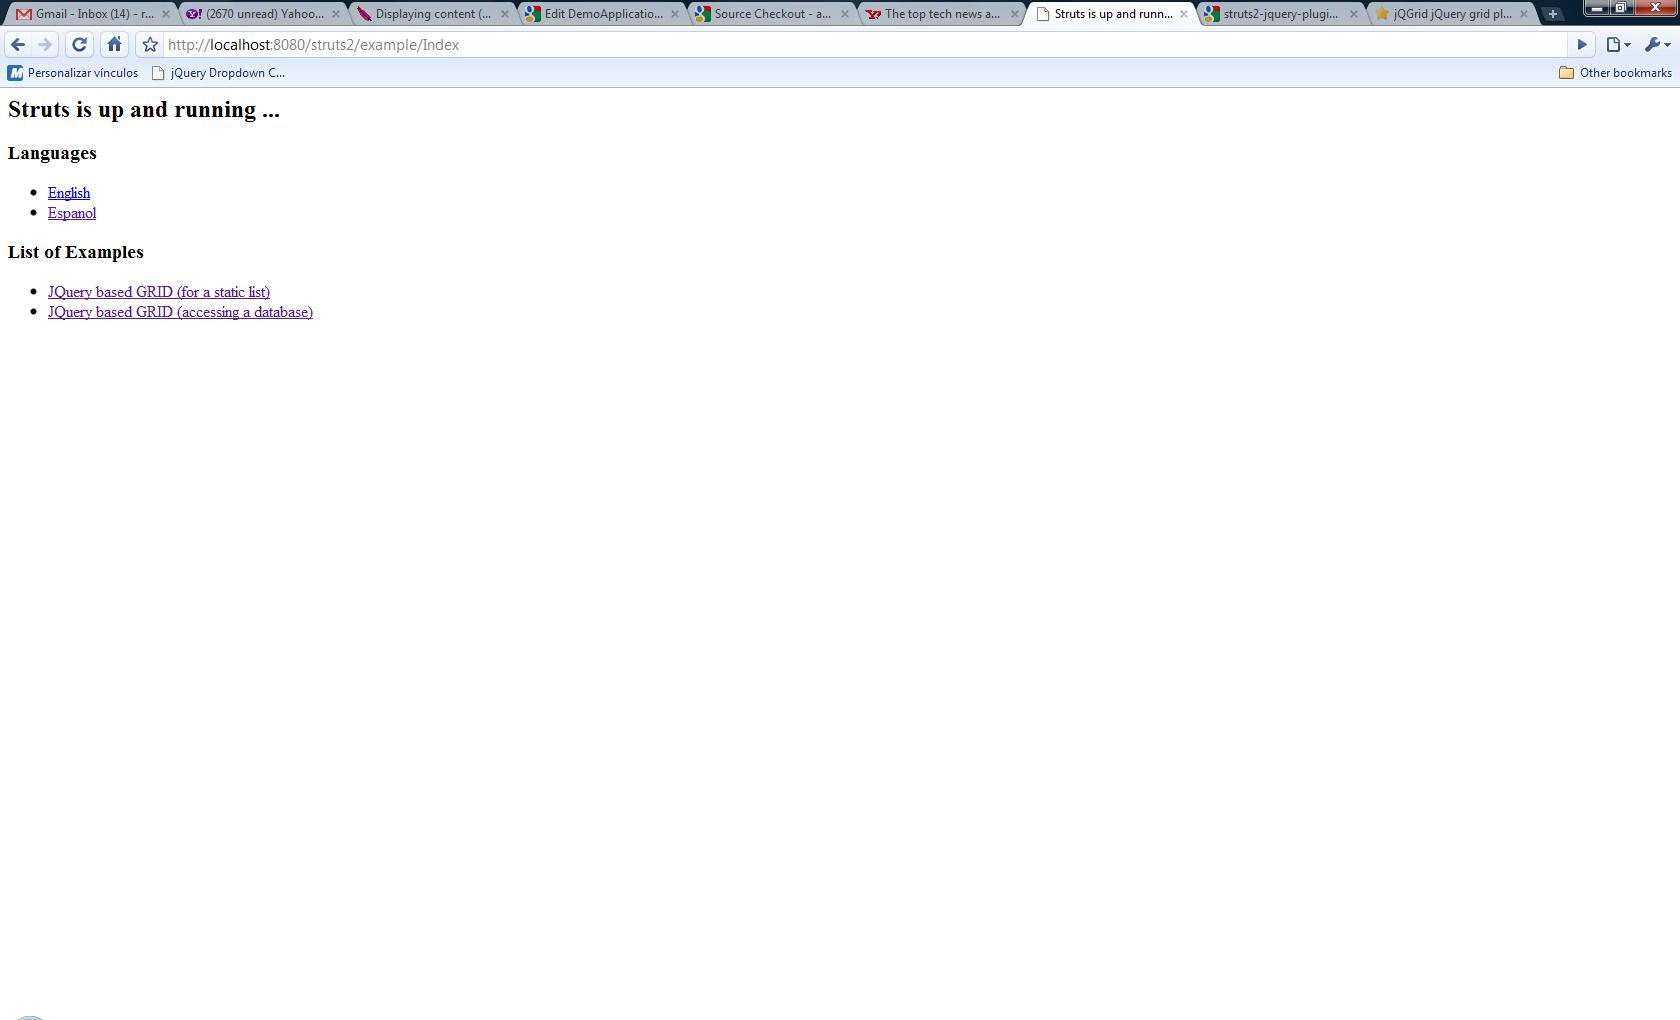 Gmail - Inbox (14) - r...
(2670 unread) Yahoo...
Displaying content (...
Edit DemoApplicatio...
Source Checkout - a...
The top tech news a...
Struts is up and runn...
struts2-jquery-plugi...
jQGrid jQuery grid pl...
http://localhost:8080/struts2/example/Index
Personalizar vínculos
jQuery Dropdown C...
Other bookmarks
Struts is up and running ...
Languages
English
Espanol
List of Examples
JQuery based GRID (for a static list)
JQuery based GRID (accessing a database)